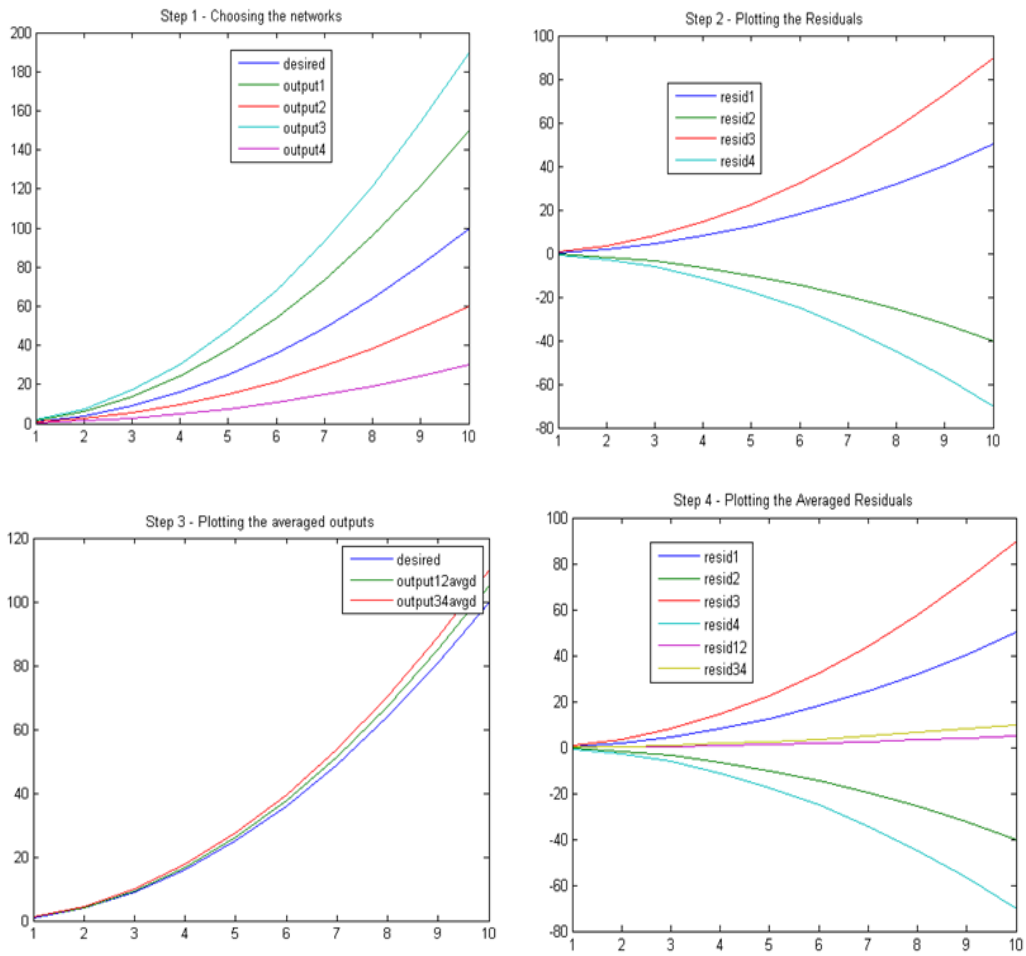 Step 1 - Choosing the networks
200
180
160
140
120
100
80
60
40
20
0
1 2 3 4 5 6 7 8 9 10
desired
output1
output2
output3
output4
Step 2 - Plotting the Residuals
100
80
60
40
20
0
-20
-40
-60
-80
1 2 3 4 5 6 7 8 9 10
resid1
resid2
resid3
resid4
Step 3 - Plotting the averaged outputs
120
100
80
60
40
20
0
1 2 3 4 5 6 7 8 9 10
desired
output12avgd
output34avgd
Step 4 - Plotting the Averaged Residuals
100
80
60
40
20
0
-20
-40
-60
-80
1 2 3 4 5 6 7 8 9 10
resid1
resid2
resid3
resid4
resid12
resid34